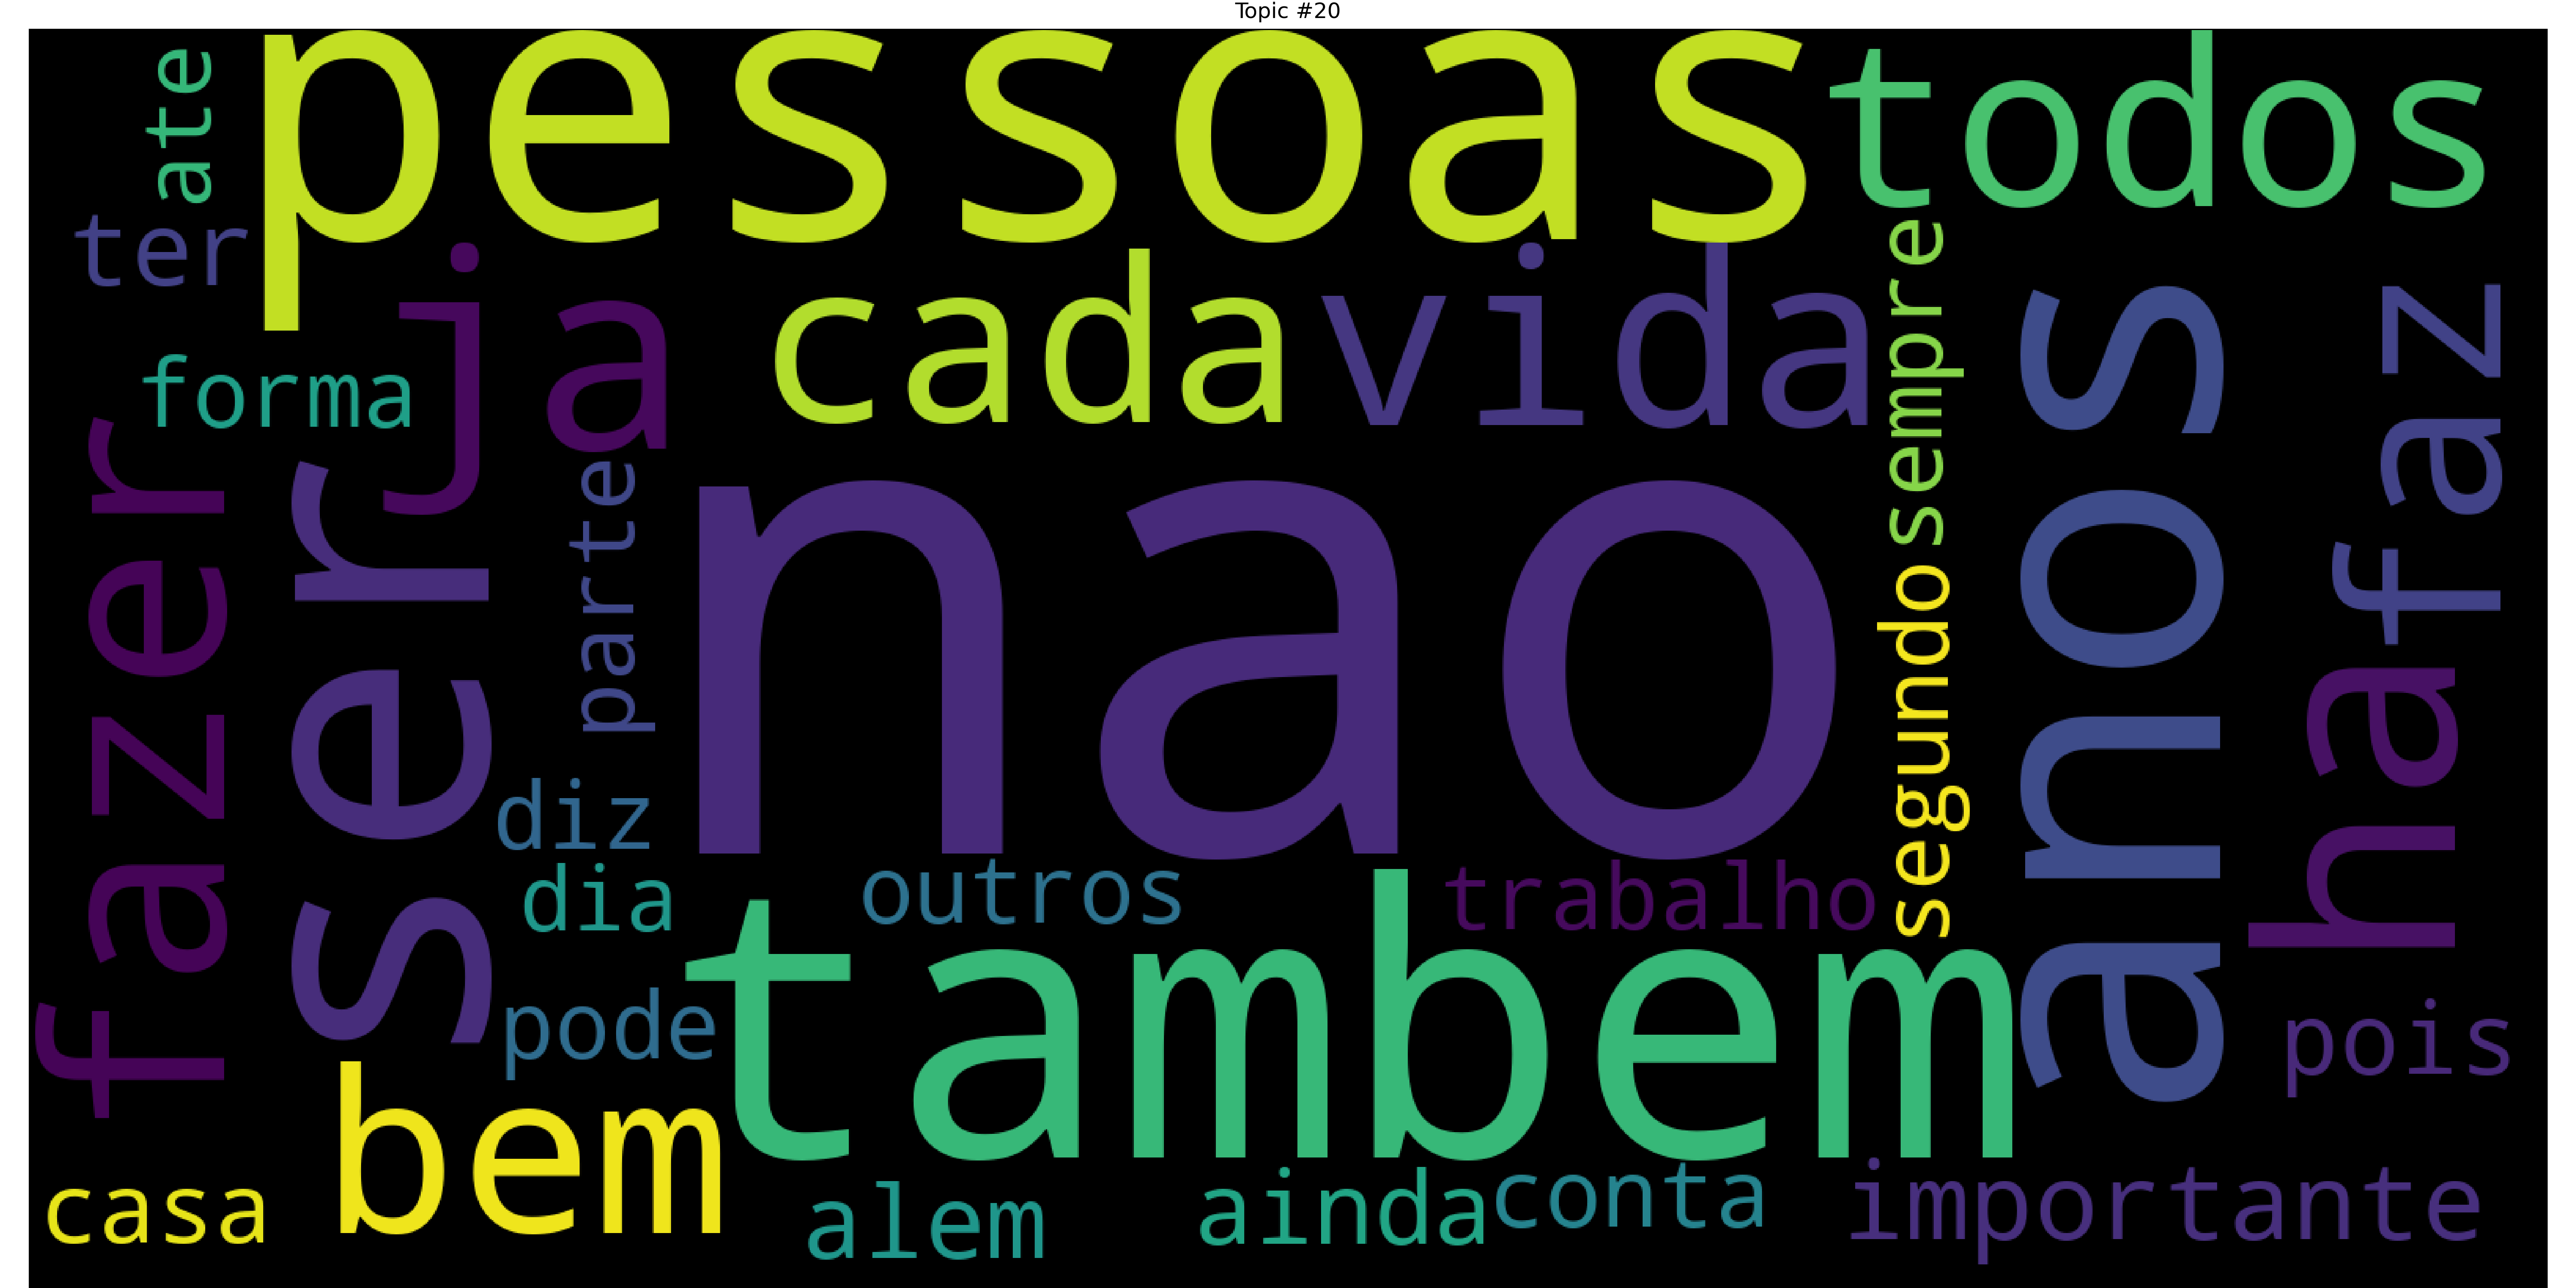 Topic #20
ate
pessoas
todos
ter
ja
cada
vida
sempre
anos
faz
forma
fazer
ser
parte
nao
segundo
ha
diz
dia
outros
trabalho
tambem
pode
pois
bem
casa
alem
ainda
conta
importante